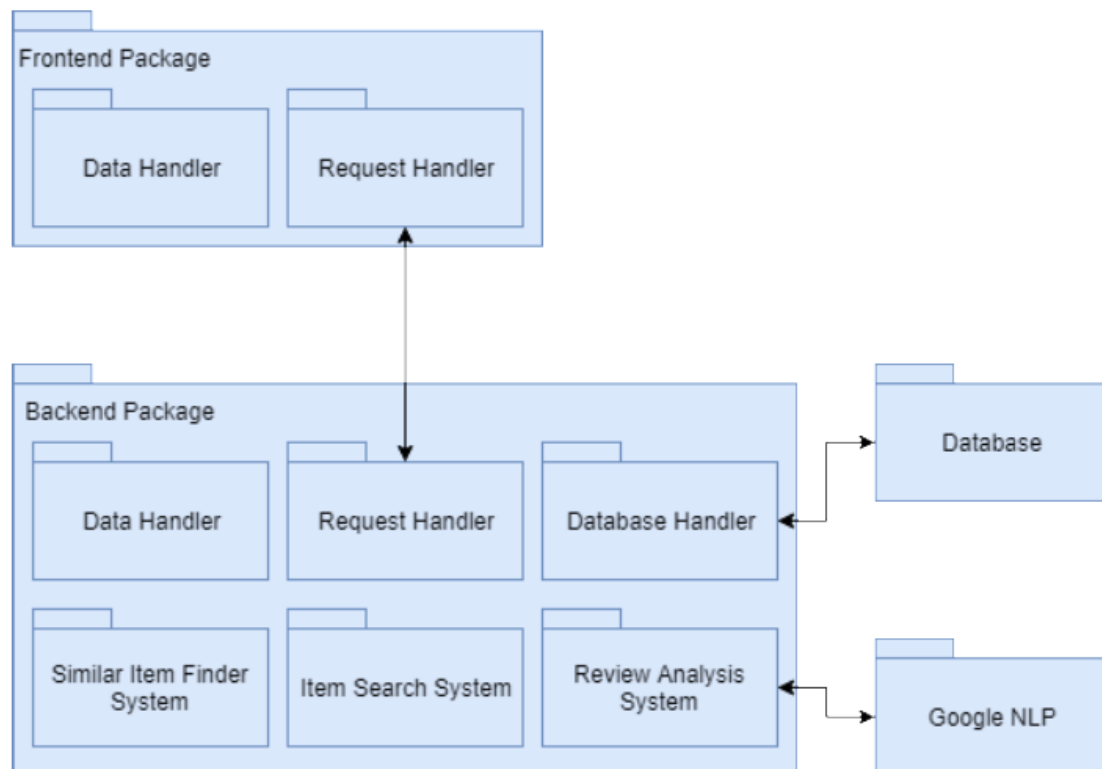 Frontend Package
Data Handler
Request Handler
Backend Package
Data Handler
Request Handler
Database Handler
Database
Similar Item Finder
System
Item Search System
Review Analysis
System
Google NLP